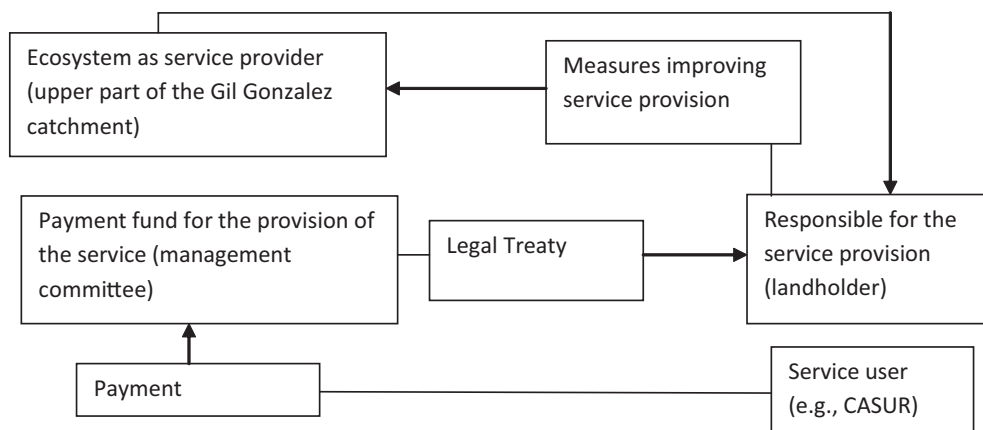 Ecosystem as service provider
(upper part of the Gil Gonzalez
catchment)
Measures improving
service provision
Payment fund for the provision of
the service (management
committee)
Legal Treaty
Responsible for the
service provision
(landholder)
Payment
Service user
(e.g., CASUR)